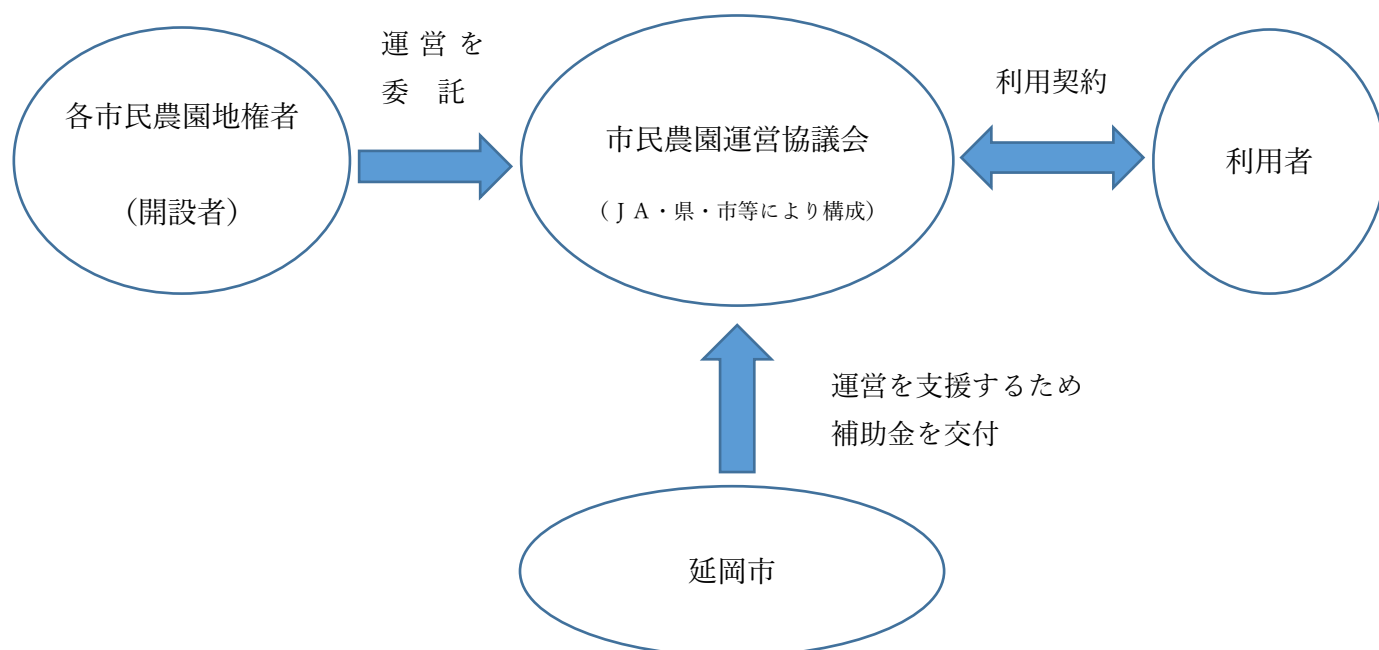 運営を
委託
各市民農園地権者
(開設者)
市民農園運営協議会
(JA・県・市等により構成)
利用契約
利用者
運営を支援するため
補助金を交付
延岡市